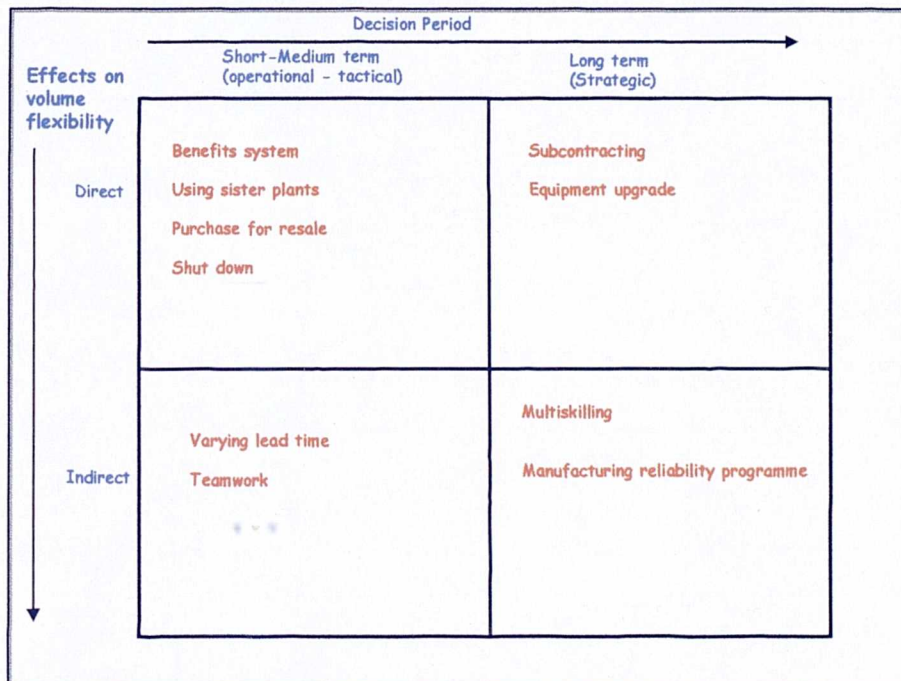 Decision Period
Short-Medium term
(operational - tactical)
Long term
(Strategic)
Effects on
volume
flexibility
Direct
Benefits system
Using sister plants
Purchase for resale
Shut down
Subcontracting
Equipment upgrade
Indirect
Varying lead time
Teamwork
Multiskilling
Manufacturing reliability programme